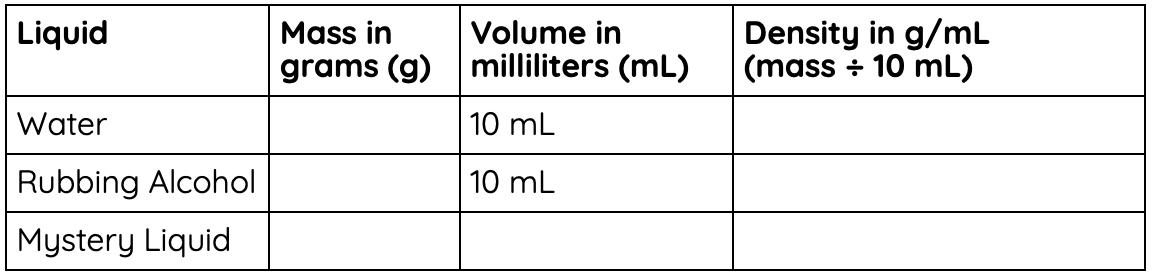 Liquid
Mass in
grams (g)
Volume in
milliliters (mL)
Density in g/mL
(mass ÷ 10 mL)
Water
10 mL
Rubbing Alcohol
10 mL
Mystery Liquid